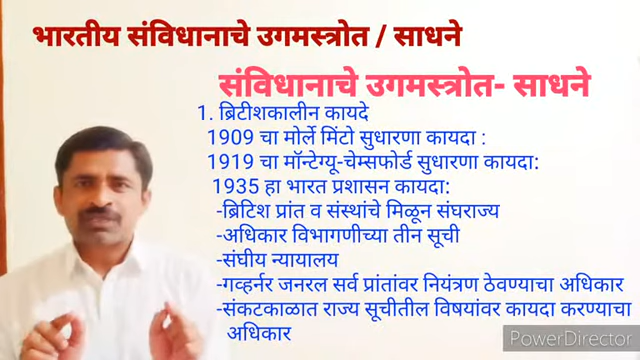 भारतीय संविधानाचे उगमस्त्रोत / साधने
संविधानाचे उगमस्त्रोत- साधने
1. ब्रिटीशकालीन कायदे
1909 चा मोर्ले मिंटो सुधारणा कायदा :
1919 चा मॉन्टेग्यू-चेम्सफोर्ड सुधारणा कायदा:
1935 हा भारत प्रशासन कायदा:
-ब्रिटिश प्रांत व संस्थांचे मिळून संघराज्य
-अधिकार विभागणीच्या तीन सूची
-संघीय न्यायालय
-गव्हर्नर जनरल सर्व प्रांतांवर नियंत्रण ठेवण्याचा अधिकार
-संकटकाळात राज्य सूचीतील विषयांवर कायदा करण्याचा
अधिकार
PowerDirector